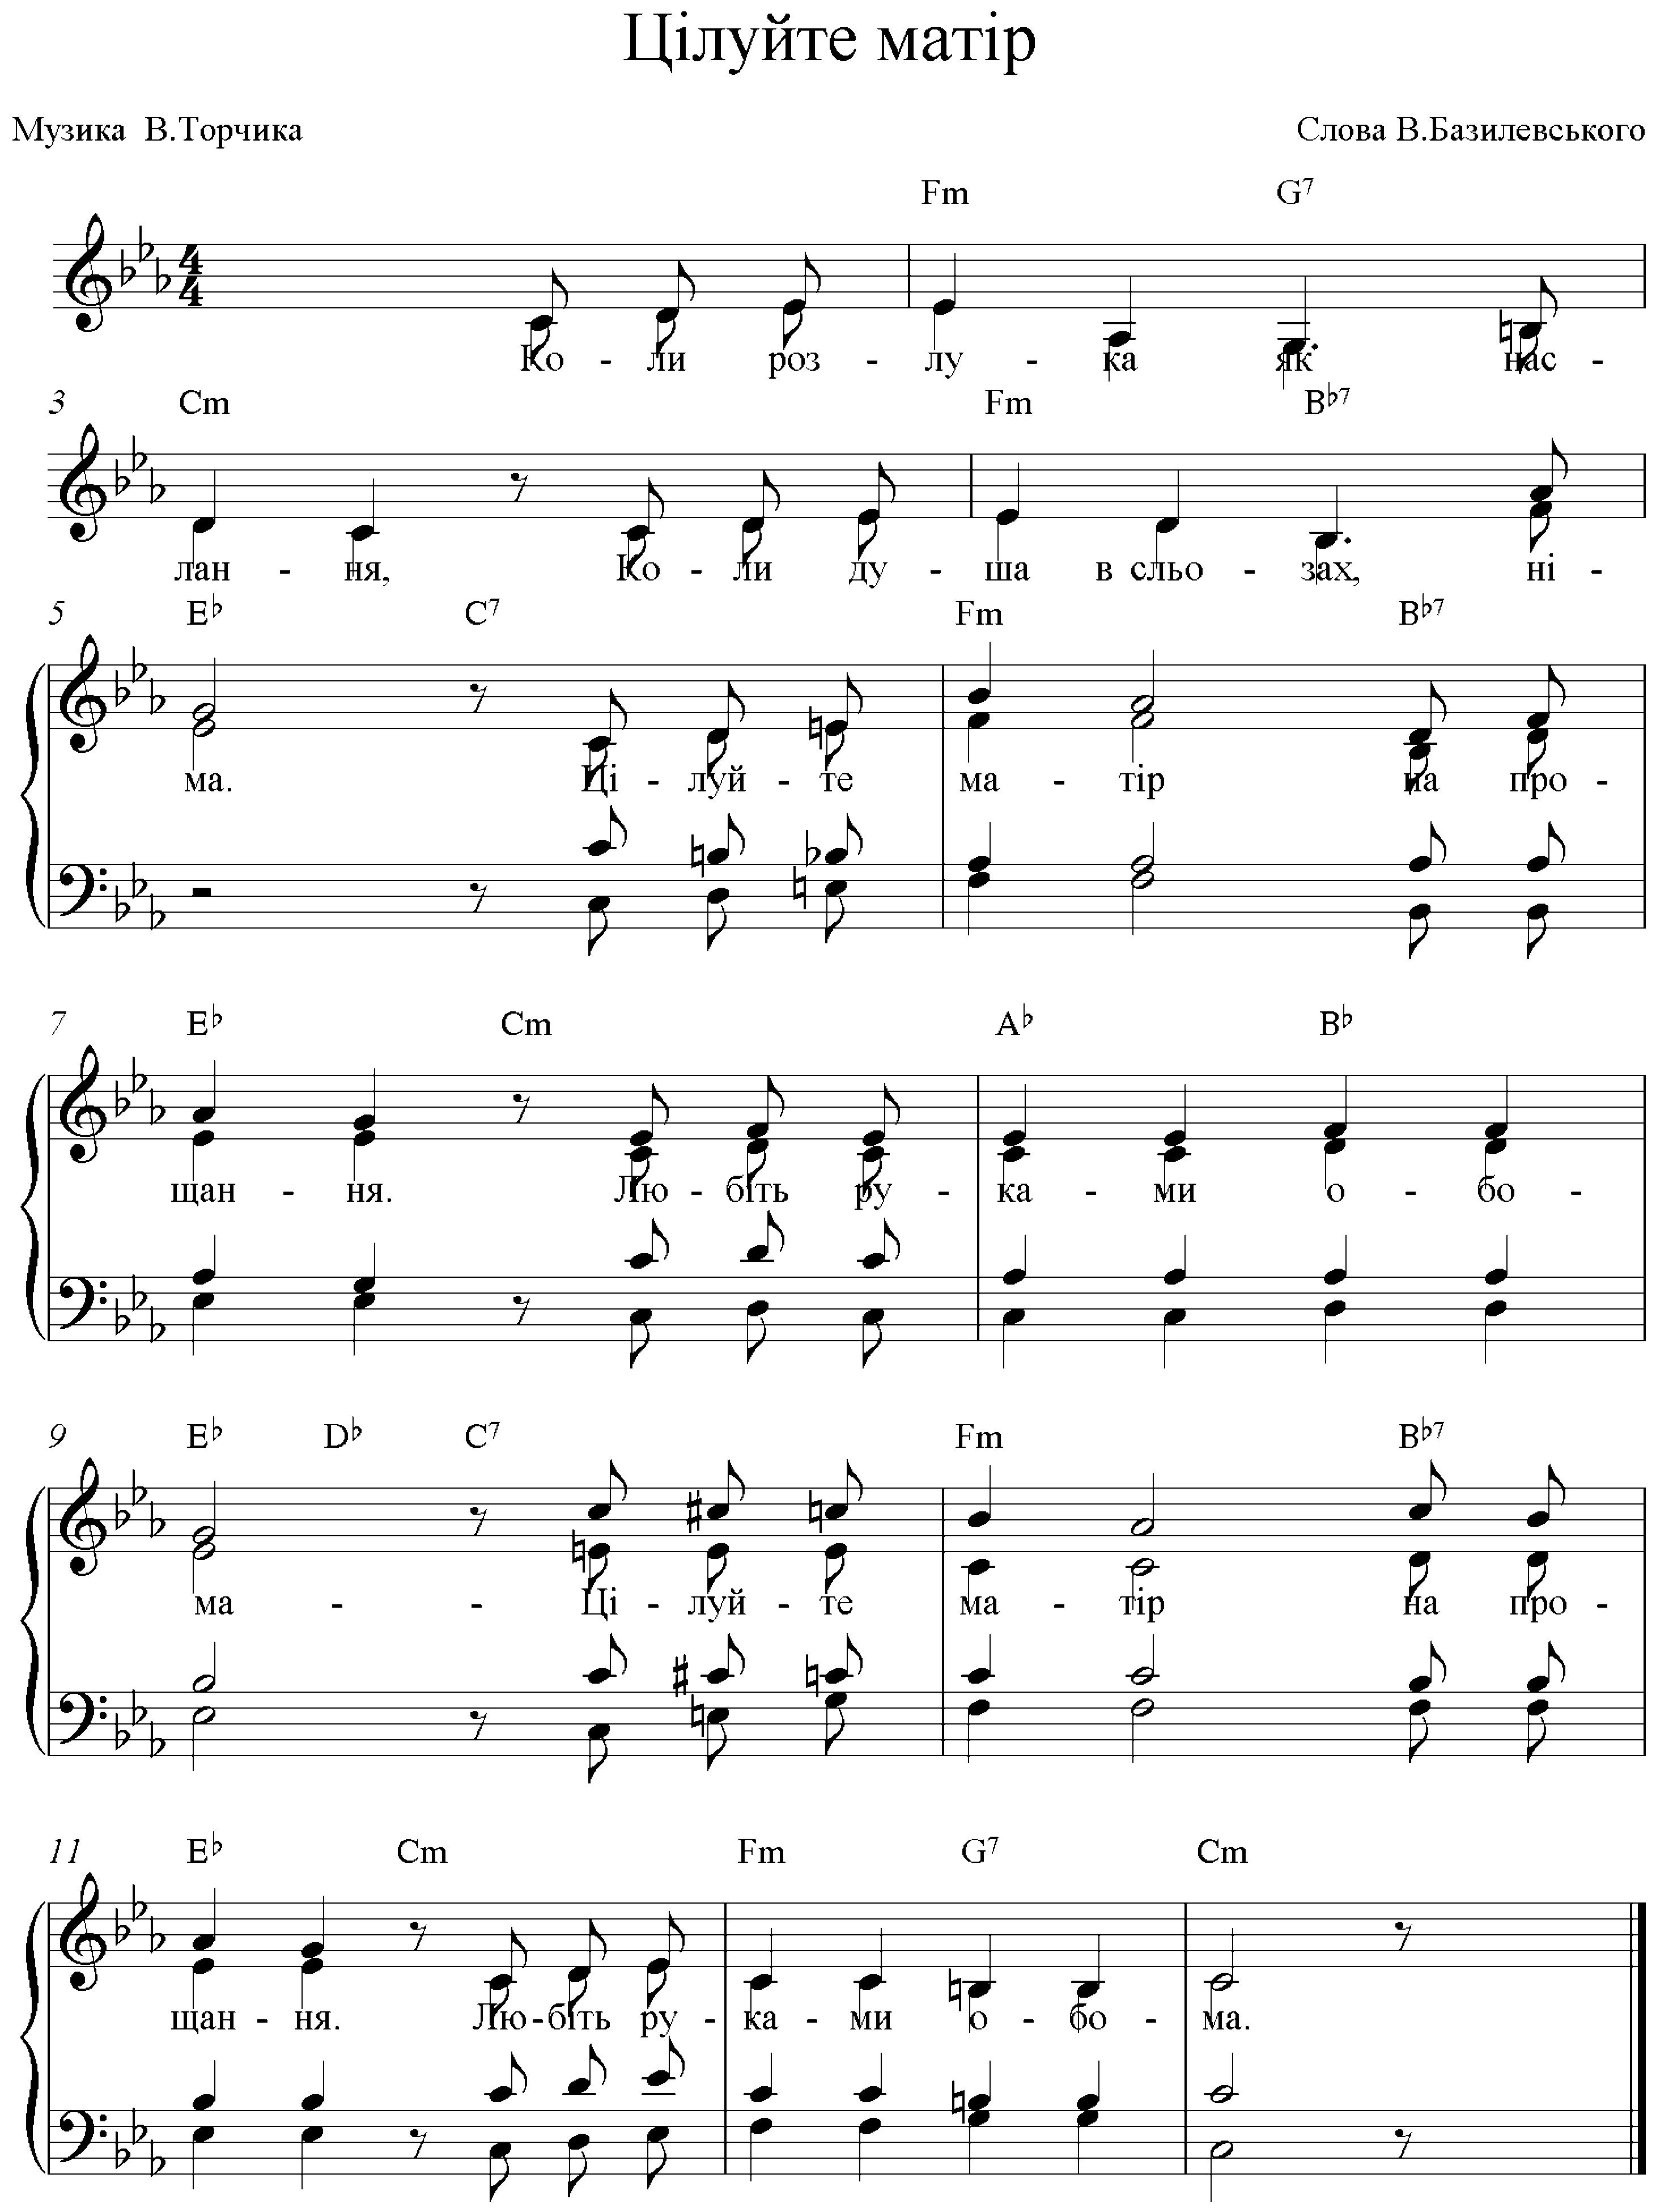 Цілуйте матір
Музика В.Торчика Слова В.Базилевського
Fm G7
4 4
Ко - ли роз - лу - ка як нас -
3 Cm Fm B♭7
лан - ня, Ко - ли ду - ша в сльо - зах, ні -
5 E♭ C7 Fm B♭7
ма. Ці - луй - те ма - тір на про -
7 E♭ Cm A♭ B♭
щан - ня. Лю - біть ру - ка - ми о - бо -
9 E♭ D♭ C7 Fm B♭7
ма - - Ці - луй - те ма - тір на про -
11 E♭ Cm Fm G7 Cm
щан - ня. Лю - біть ру - ка - ми о - бо - ма.